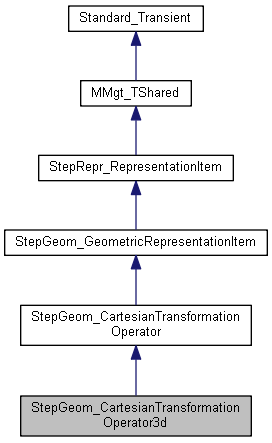 Standard_Transient
MMgt_TShared
StepRepr_RepresentationItem
StepGeom_GeometricRepresentationItem
StepGeom_CartesianTransformation
Operator
StepGeom_CartesianTransformation
Operator3d